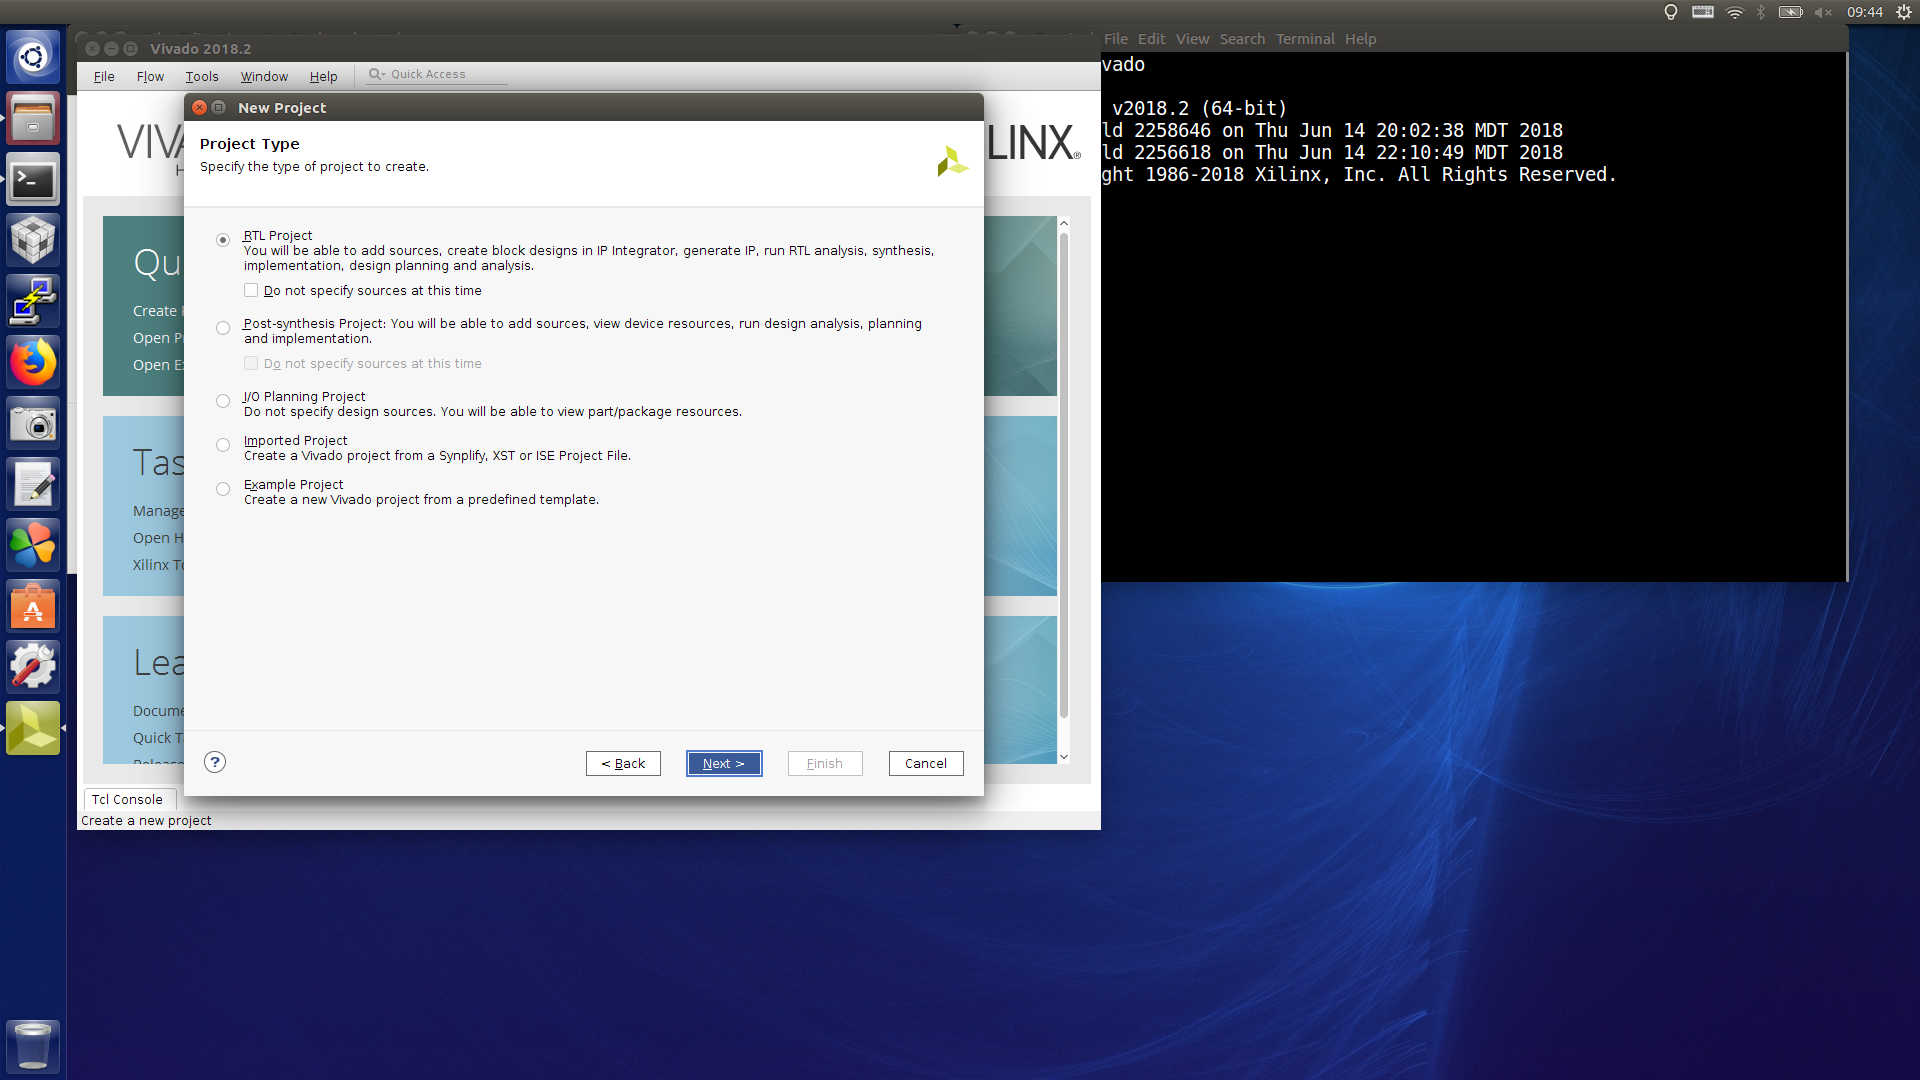 09:44
File Edit View Search Terminal Help
Vivado 2018.2
File Flow Tools Window Help Quick Access
vado
v2018.2 (64-bit)
ld 2258646 on Thu Jun 14 20:02:38 MDT 2018
ld 2256618 on Thu Jun 14 22:10:49 MDT 2018
ght 1986-2018 Xilinx, Inc. All Rights Reserved.
VIVA
LINX®
New Project
Project Type
Specify the type of project to create.
RTL Project
You will be able to add sources, create block designs in IP Integrator, generate IP, run RTL analysis, synthesis,
implementation, design planning and analysis.
Do not specify sources at this time
Post-synthesis Project: You will be able to add sources, view device resources, run design analysis, planning
and implementation.
Do not specify sources at this time
I/O Planning Project
Do not specify design sources. You will be able to view part/package resources.
Imported Project
Create a Vivado project from a Synplify, XST or ISE Project File.
Example Project
Create a new Vivado project from a predefined template.
? < Back Next > Finish Cancel
Qu
Create
Open P
Open Ex
Tas
Manage
Open H
Xilinx T
Lea
Docume
Quick T
Tcl Console
Create a new project